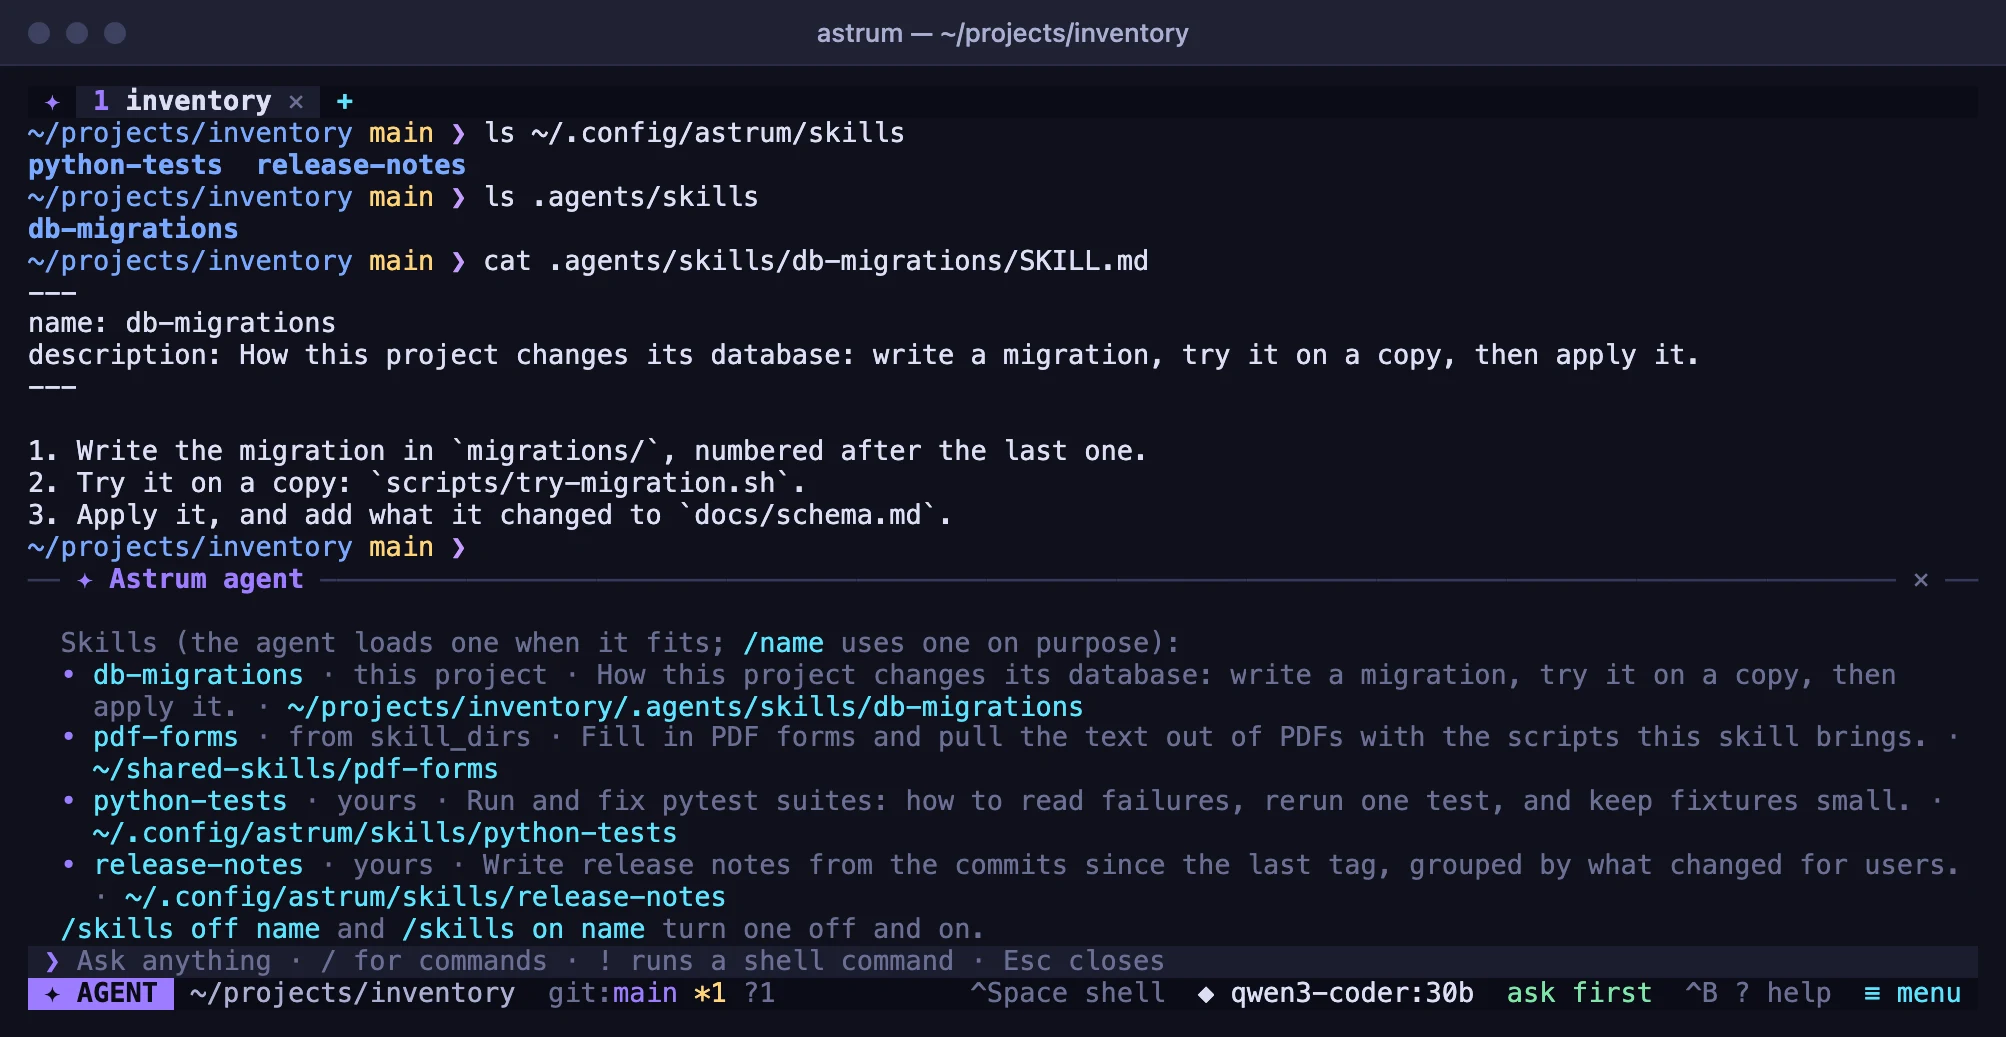 astrum — ~/projects/inventory
✦ 1 inventory × +
~/projects/inventory main ❯ ls ~/.config/astrum/skills
python-tests  release-notes
~/projects/inventory main ❯ ls .agents/skills
db-migrations
~/projects/inventory main ❯ cat .agents/skills/db-migrations/SKILL.md
---
name: db-migrations
description: How this project changes its database: write a migration, try it on a copy, then apply it.
---
1. Write the migration in `migrations/`, numbered after the last one.
2. Try it on a copy: `scripts/try-migration.sh`.
3. Apply it, and add what it changed to `docs/schema.md`.
~/projects/inventory main ❯
✦ Astrum agent ×
Skills (the agent loads one when it fits; /name uses one on purpose):
• db-migrations · this project · How this project changes its database: write a migration, try it on a copy, then
apply it. · ~/projects/inventory/.agents/skills/db-migrations
• pdf-forms · from skill_dirs · Fill in PDF forms and pull the text out of PDFs with the scripts this skill brings. ·
~/shared-skills/pdf-forms
• python-tests · yours · Run and fix pytest suites: how to read failures, rerun one test, and keep fixtures small. ·
~/.config/astrum/skills/python-tests
• release-notes · yours · Write release notes from the commits since the last tag, grouped by what changed for users.
· ~/.config/astrum/skills/release-notes
/skills off name and /skills on name turn one off and on.
❯ Ask anything · / for commands · ! runs a shell command · Esc closes
✦ AGENT ~/projects/inventory git:main *1 ?1 ^Space shell ◆ qwen3-coder:30b ask first ^B ? help ≡ menu